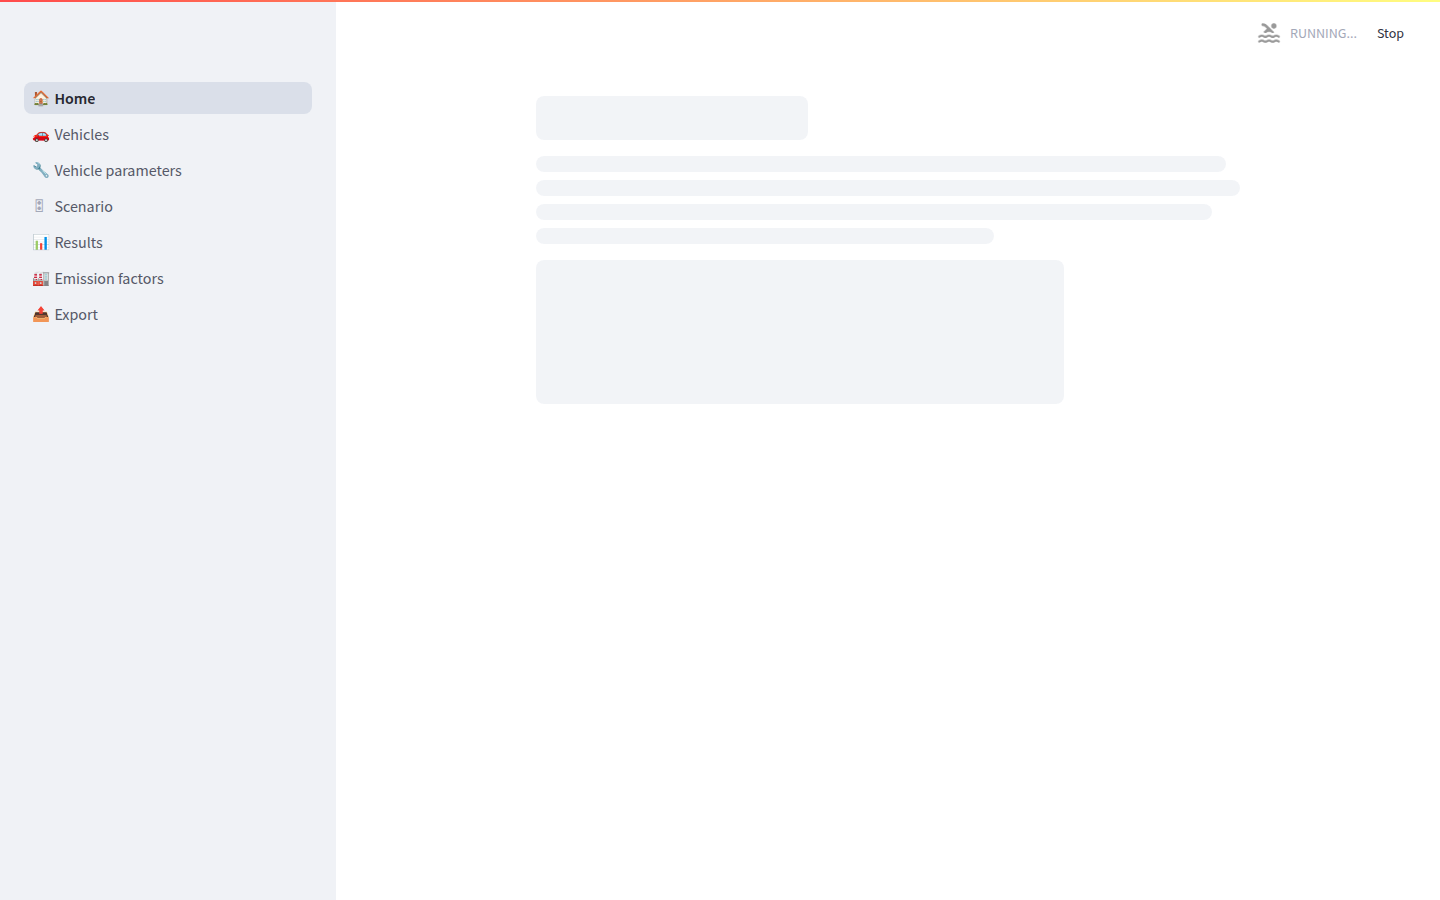 RUNNING...
Stop
Home
Vehicles
Vehicle parameters
Scenario
Results
Emission factors
Export